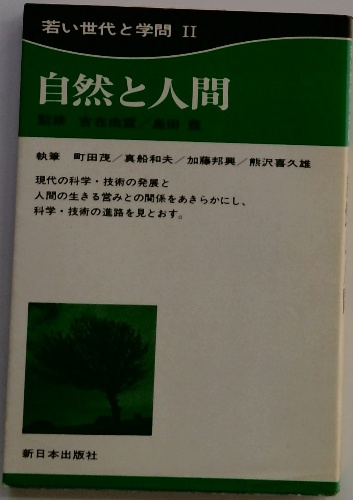 若い世代と学問 II
自然と人間
執筆 町田茂／真船和夫／加藤邦興／熊沢喜久雄
現代の科学・技術の発展と
人間の生きる営みとの関係をあきらかにし、
科学・技術の進路を見とおす。
新日本出版社